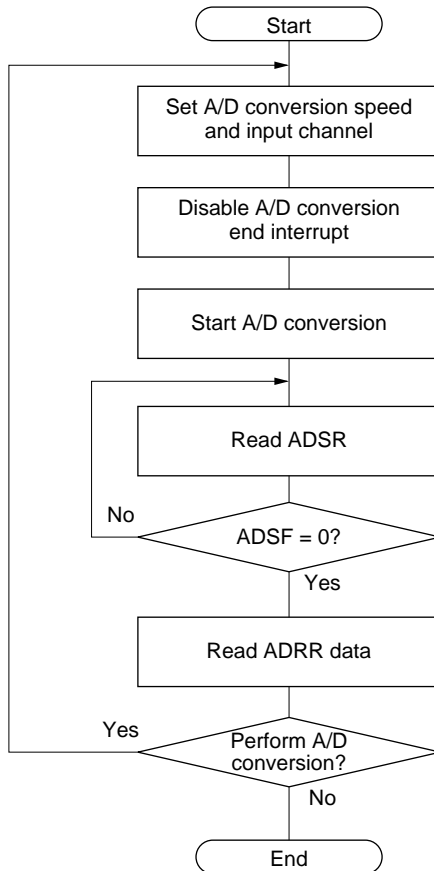 Start
Set A/D conversion speed
and input channel
Disable A/D conversion
end interrupt
Start A/D conversion
Read ADSR
No
ADSF = 0?
Yes
Read ADRR data
Yes
Perform A/D
conversion?
No
End